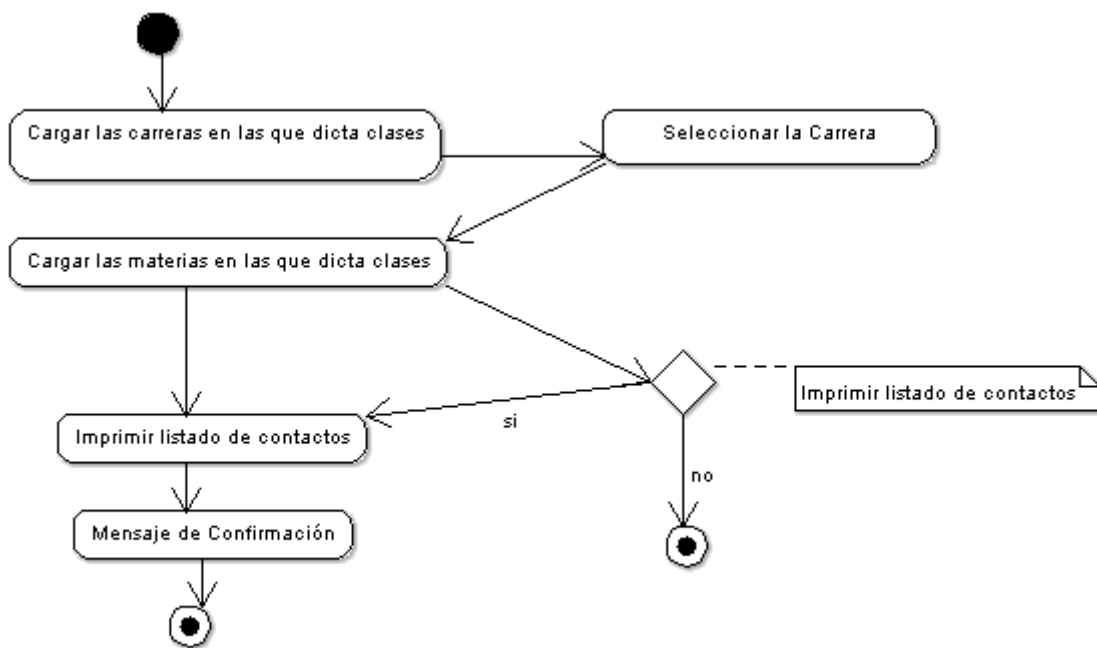 Cargar las carreras en las que dicta clases
Seleccionar la Carrera
Cargar las materias en las que dicta clases
Imprimir listado de contactos
si
Imprimir listado de contactos
no
Mensaje de Confirmación